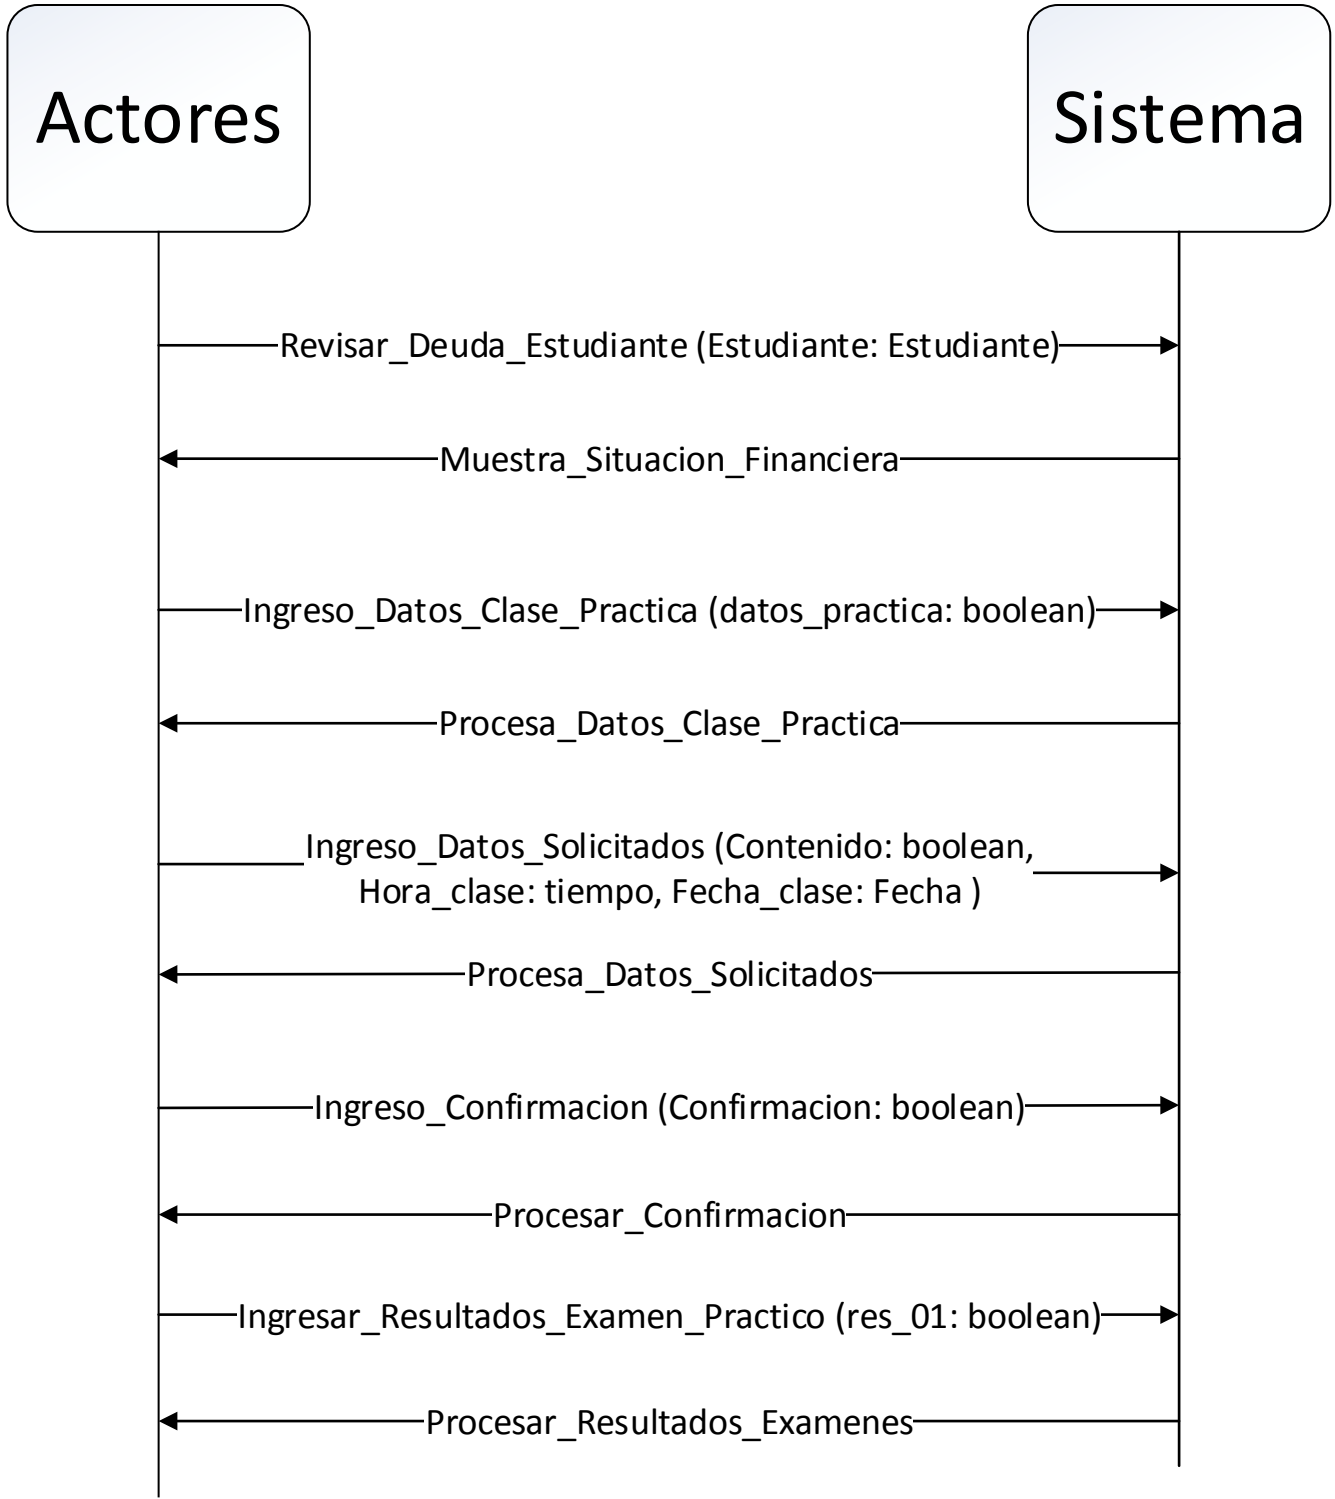 Actores
Sistema
Revisar_Deuda_Estudiante (Estudiante: Estudiante)
Muestra_Situacion_Financiera
Ingreso_Datos_Clase_Practica (datos_practica: boolean)
Procesa_Datos_Clase_Practica
Ingreso_Datos_Solicitados (Contenido: boolean,
Hora_clase: tiempo, Fecha_clase: Fecha )
Procesa_Datos_Solicitados
Ingreso_Confirmacion (Confirmacion: boolean)
Procesar_Confirmacion
Ingresar_Resultados_Examen_Practico (res_01: boolean)
Procesar_Resultados_Examenes